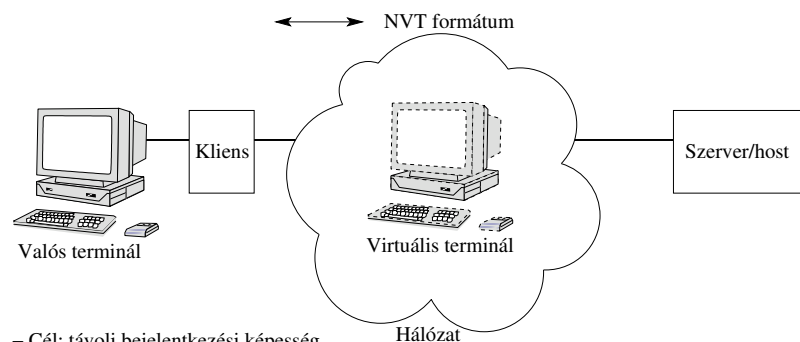 NVT formátum
Kliens
Szerver/host
Valós terminál
Virtuális terminál
Hálózat
– Cél: távoli bejelentkezési képesség